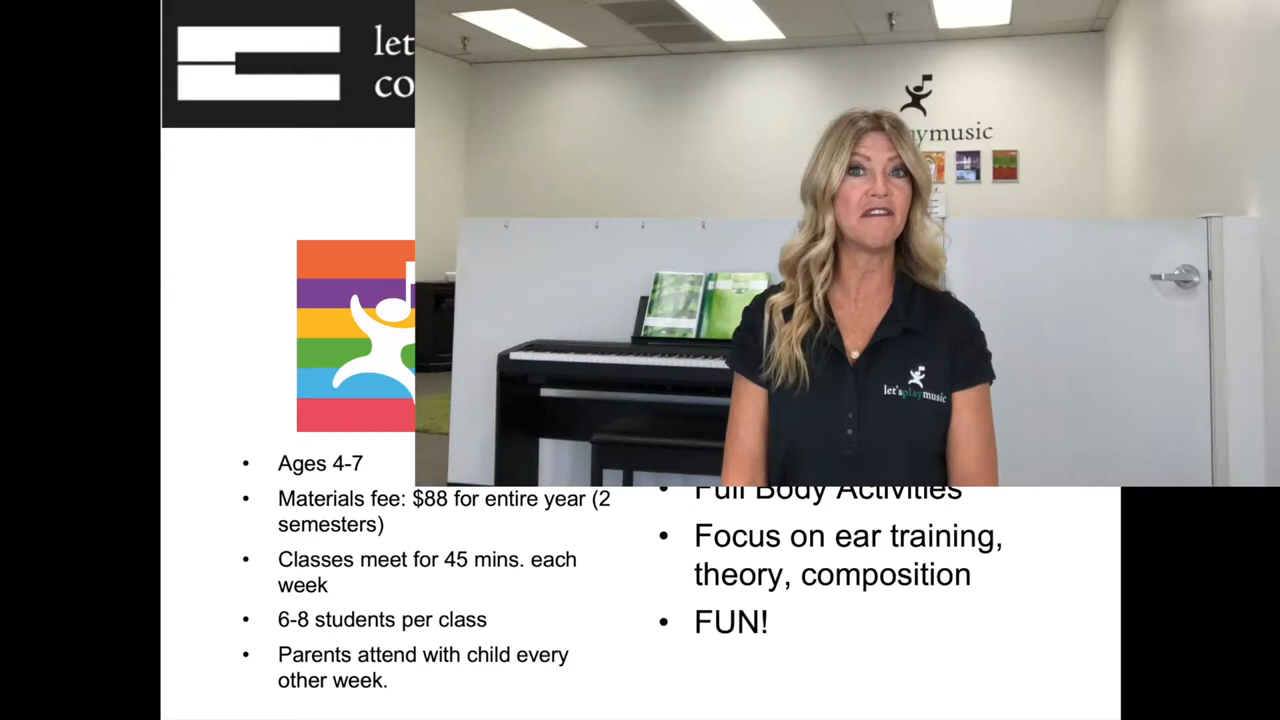 let
co
ymusic
let'splaymusic
• Ages 4-7
• Materials fee: $88 for entire year (2
semesters)
• Classes meet for 45 mins. each
week
• 6-8 students per class
• Parents attend with child every
other week.
• Full Body Activities
• Focus on ear training,
theory, composition
• FUN!